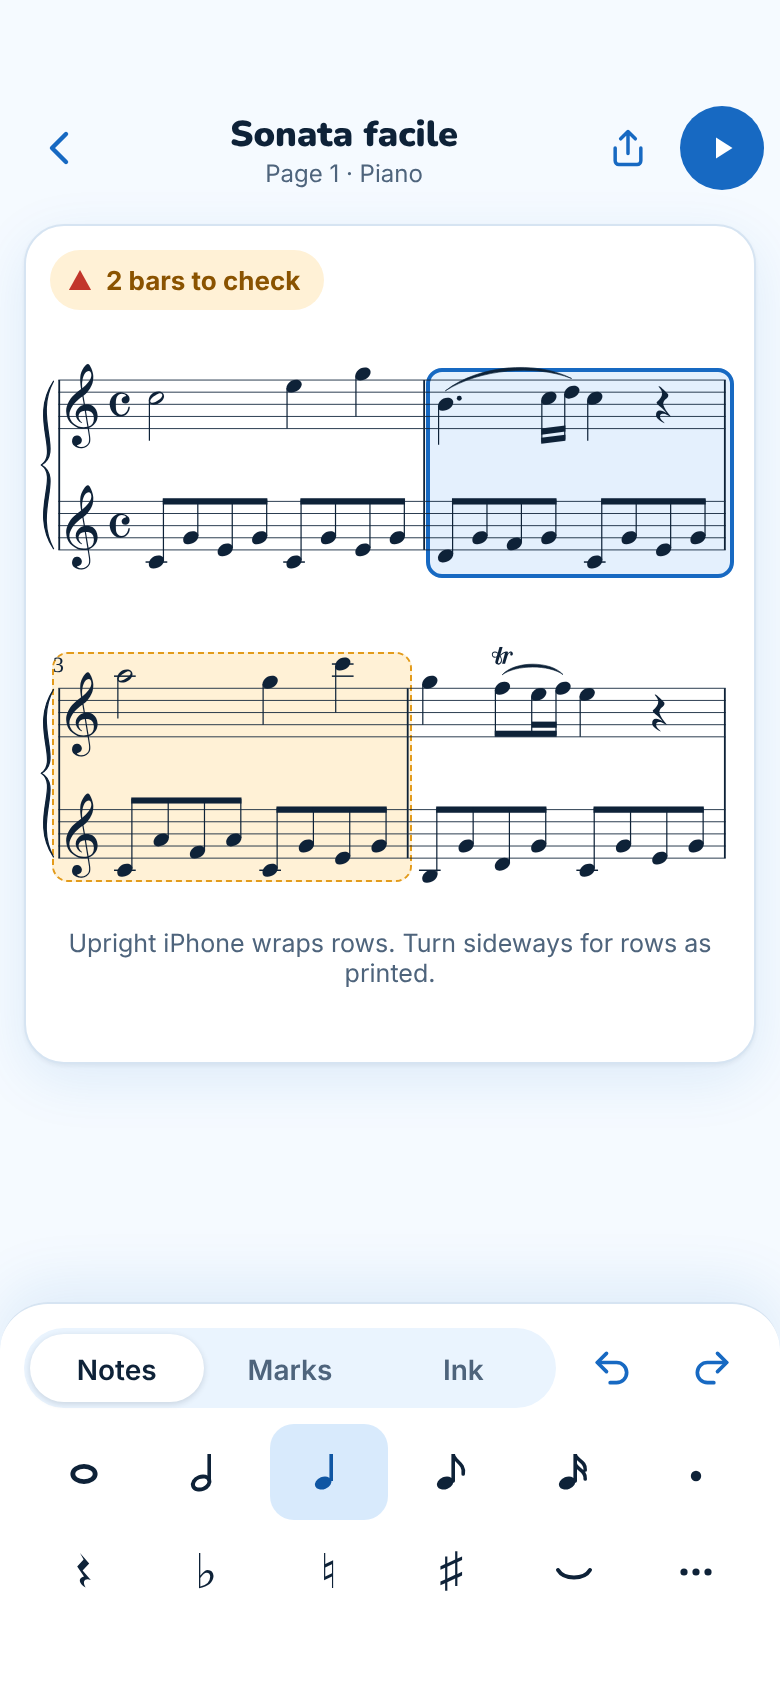 Sonata facile
Page 1 · Piano
2 bars to check
3
tr
Upright iPhone wraps rows. Turn sideways for rows as
printed.
Notes
Marks
Ink